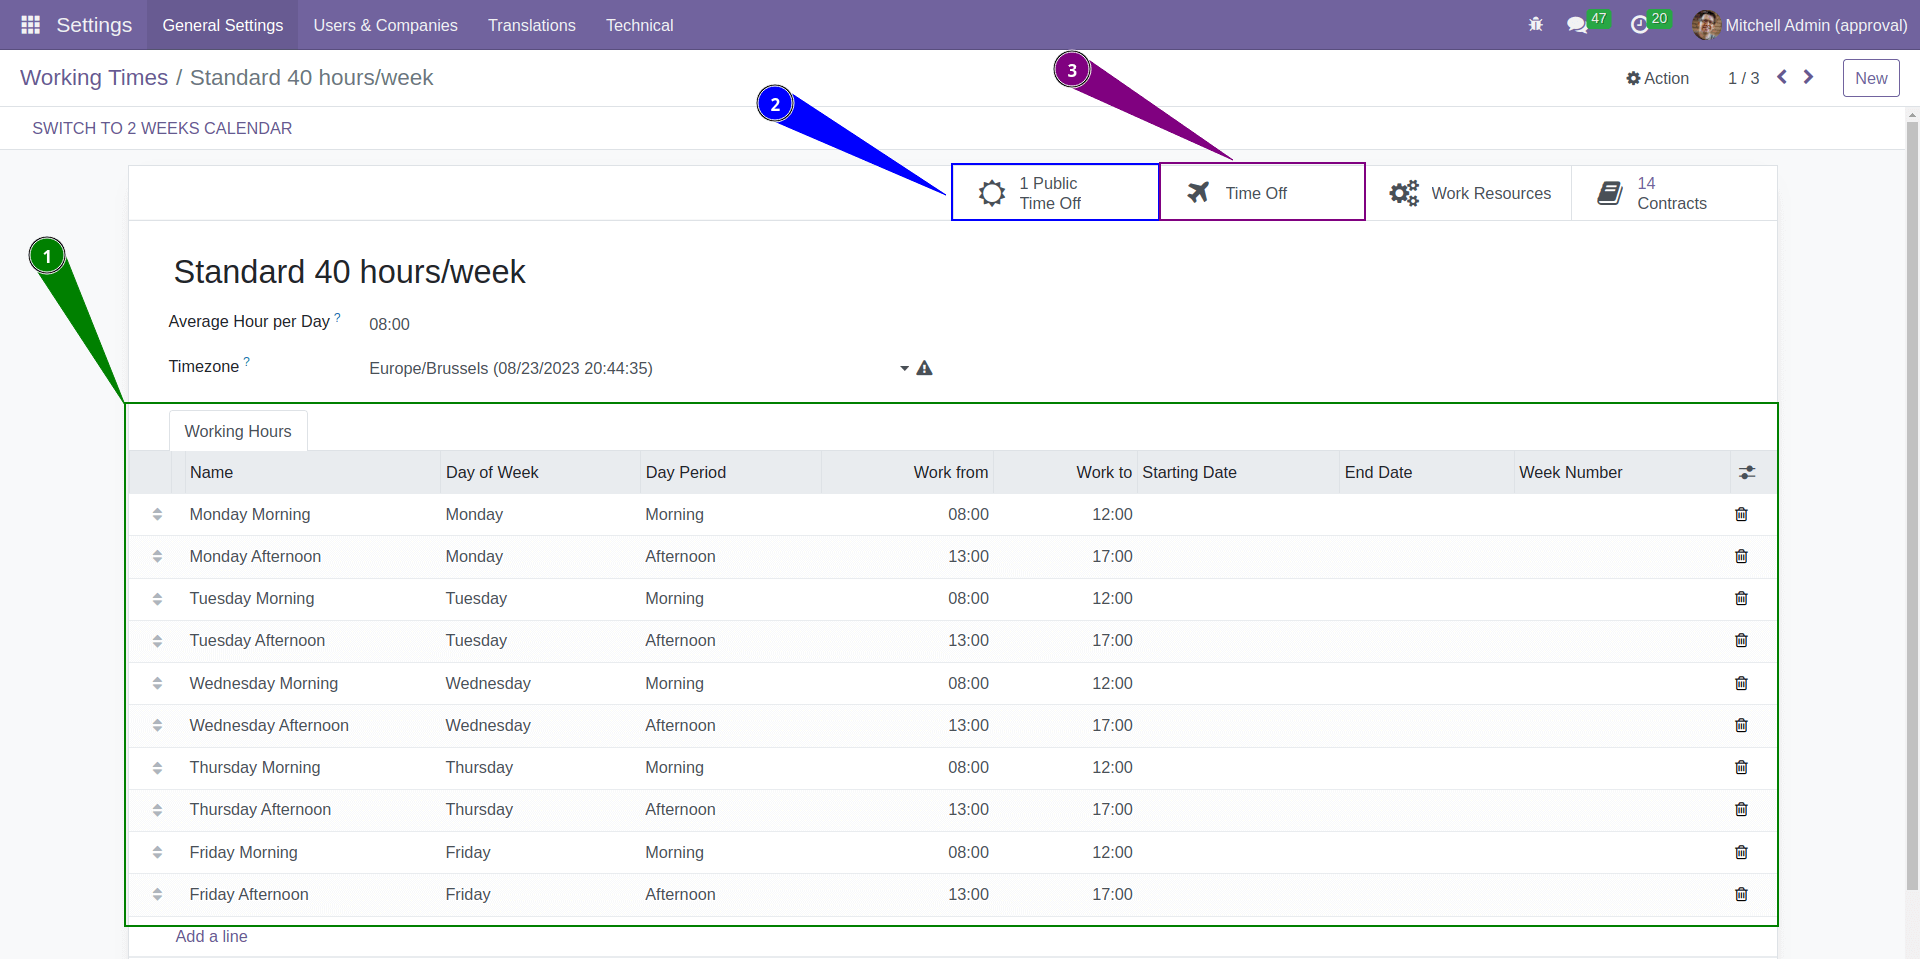 Settings General Settings Users & Companies Translations Technical 47 20 Mitchell Admin (approval)
Working Times / Standard 40 hours/week Action 1 / 3 New
3
2
SWITCH TO 2 WEEKS CALENDAR
1 Public
Time Off
Time Off
Work Resources
14
Contracts
1
Standard 40 hours/week
Average Hour per Day ? 08:00
Timezone ? Europe/Brussels (08/23/2023 20:44:35)
Working Hours
Name Day of Week Day Period Work from Work to Starting Date End Date Week Number
Monday Morning Monday Morning 08:00 12:00
Monday Afternoon Monday Afternoon 13:00 17:00
Tuesday Morning Tuesday Morning 08:00 12:00
Tuesday Afternoon Tuesday Afternoon 13:00 17:00
Wednesday Morning Wednesday Morning 08:00 12:00
Wednesday Afternoon Wednesday Afternoon 13:00 17:00
Thursday Morning Thursday Morning 08:00 12:00
Thursday Afternoon Thursday Afternoon 13:00 17:00
Friday Morning Friday Morning 08:00 12:00
Friday Afternoon Friday Afternoon 13:00 17:00
Add a line